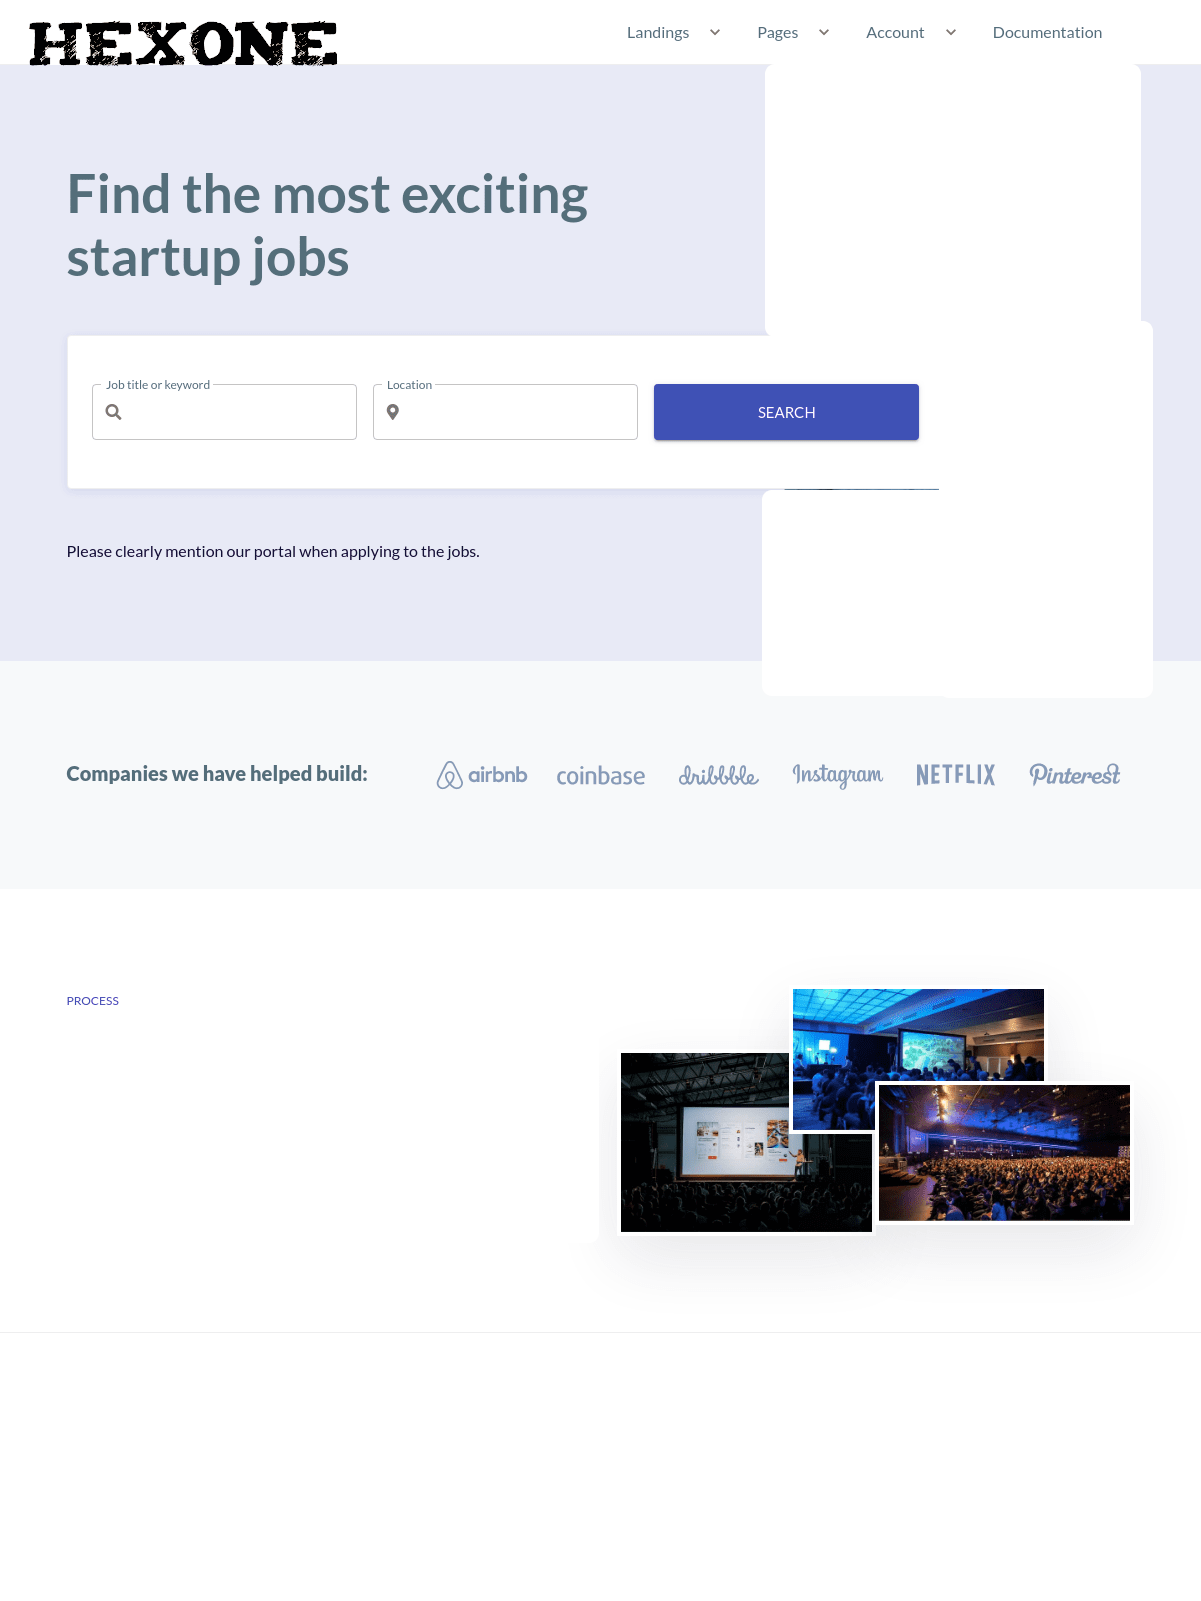 HEXONE
Landings Pages Account Documentation
Find the most exciting
startup jobs
Job title or keyword
Location
SEARCH
Please clearly mention our portal when applying to the jobs.
Companies we have helped build:
airbnb coinbase dribbble Instagram NETFLIX Pinterest
PROCESS